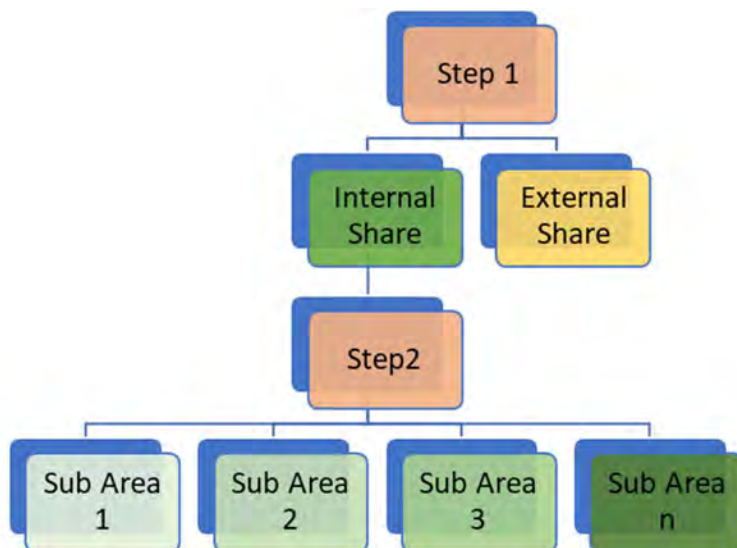 Step 1
Internal
Share
External
Share
Step2
Sub Area
1
Sub Area
2
Sub Area
3
Sub Area
n